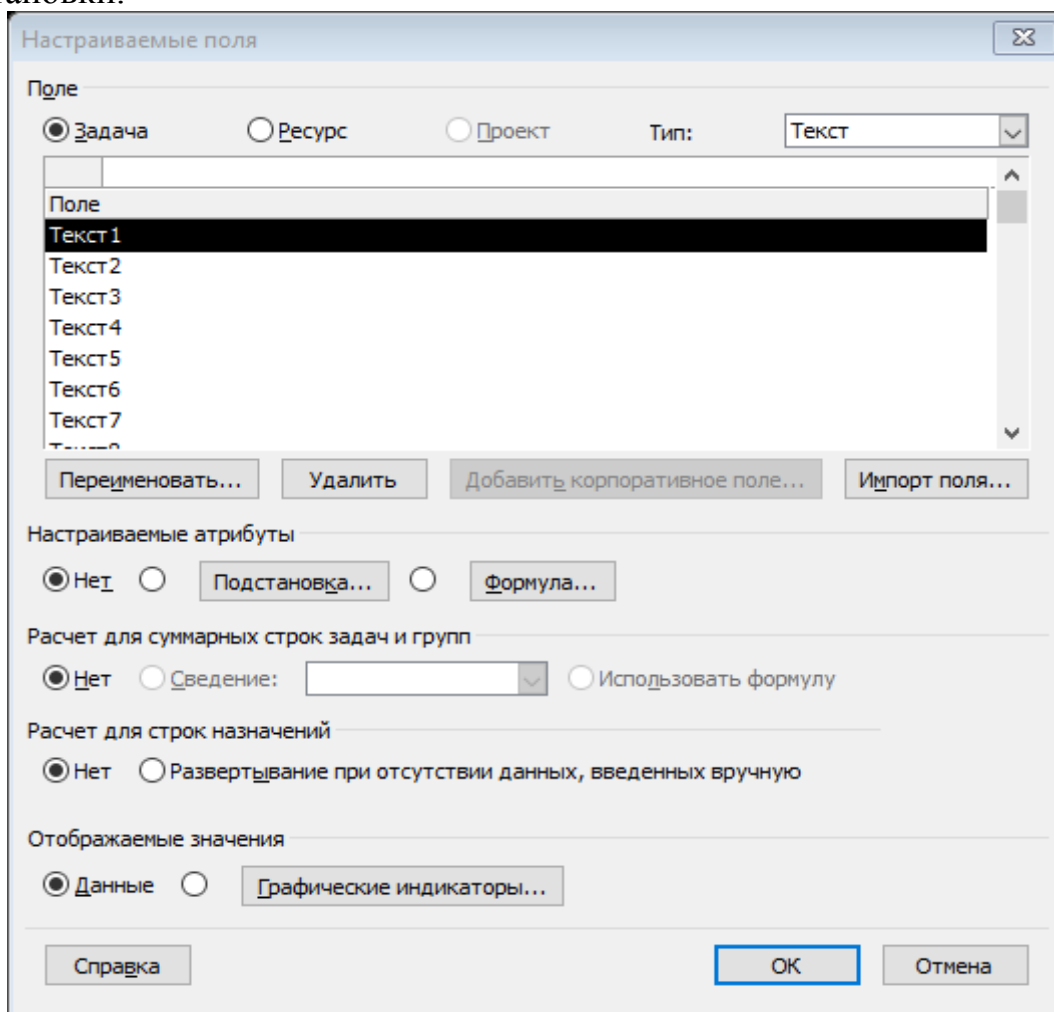 Настраиваемые поля
Поле
Задача Ресурс Проект Тип: Текст
Поле
Текст1
Текст2
Текст3
Текст4
Текст5
Текст6
Текст7
Переименовать... Удалить Добавить корпоративное поле... Импорт поля...
Настраиваемые атрибуты
Нет Подстановка... Формула...
Расчет для суммарных строк задач и групп
Нет Сведение: Использовать формулу
Расчет для строк назначений
Нет Развертывание при отсутствии данных, введенных вручную
Отображаемые значения
Данные Графические индикаторы...
Справка ОК Отмена